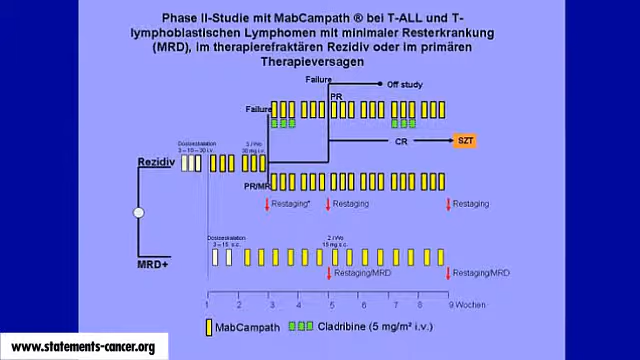 Phase II-Studie mit MabCampath ® bei T-ALL und T-
lymphoblastischen Lymphomen mit minimaler Resterkrankung
(MRD), im therapierefraktären Rezidiv oder im primären
Therapieversagen
Failure
Off study
PR
Failure
Dosiseskalation
3 – 10 – 30 i.v.
3 / Wo
30 mg i.v.
CR
SZT
Rezidiv
PR/MR
Restaging*
Restaging
Restaging
Dosiseskalation
3 – 15 s.c.
2 / Wo
15 mg s.c.
MRD+
Restaging/MRD
Restaging/MRD
1 2 3 4 5 6 7 8 9 Wochen
MabCampath
Cladribine (5 mg/m² i.v.)
www.statements-cancer.org